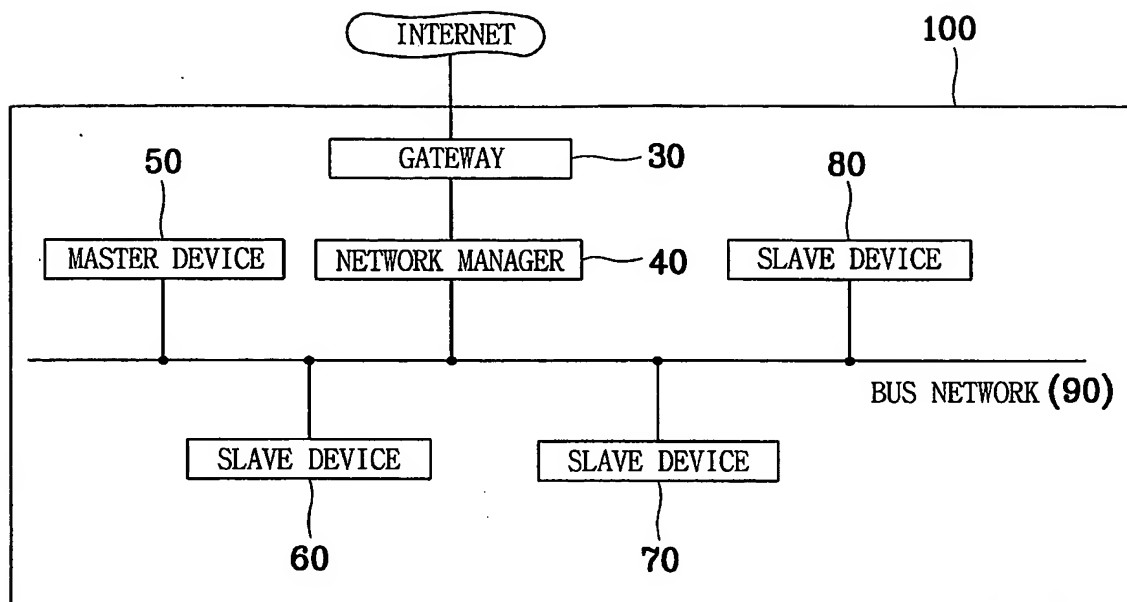 INTERNET
100
GATEWAY
30
50
80
MASTER DEVICE
NETWORK MANAGER
40
SLAVE DEVICE
BUS NETWORK (90)
SLAVE DEVICE
SLAVE DEVICE
60
70